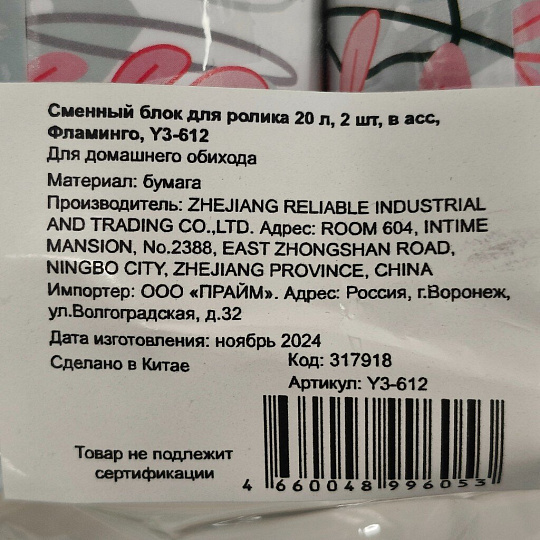 Сменный блок для ролика 20 л, 2 шт, в асс,
Фламинго, Y3-612
Для домашнего обихода
Материал: бумага
Производитель: ZHEJIANG RELIABLE INDUSTRIAL
AND TRADING CO.,LTD. Адрес: ROOM 604, INTIME
MANSION, No.2388, EAST ZHONGSHAN ROAD,
NINGBO CITY, ZHEJIANG PROVINCE, CHINA
Импортер: ООО «ПРАЙМ». Адрес: Россия, г.Воронеж,
ул.Волгоградская, д.32
Дата изготовления: ноябрь 2024
Сделано в Китае
Код: 317918
Артикул: Y3-612
Товар не подлежит
сертификации
4 660048 996053